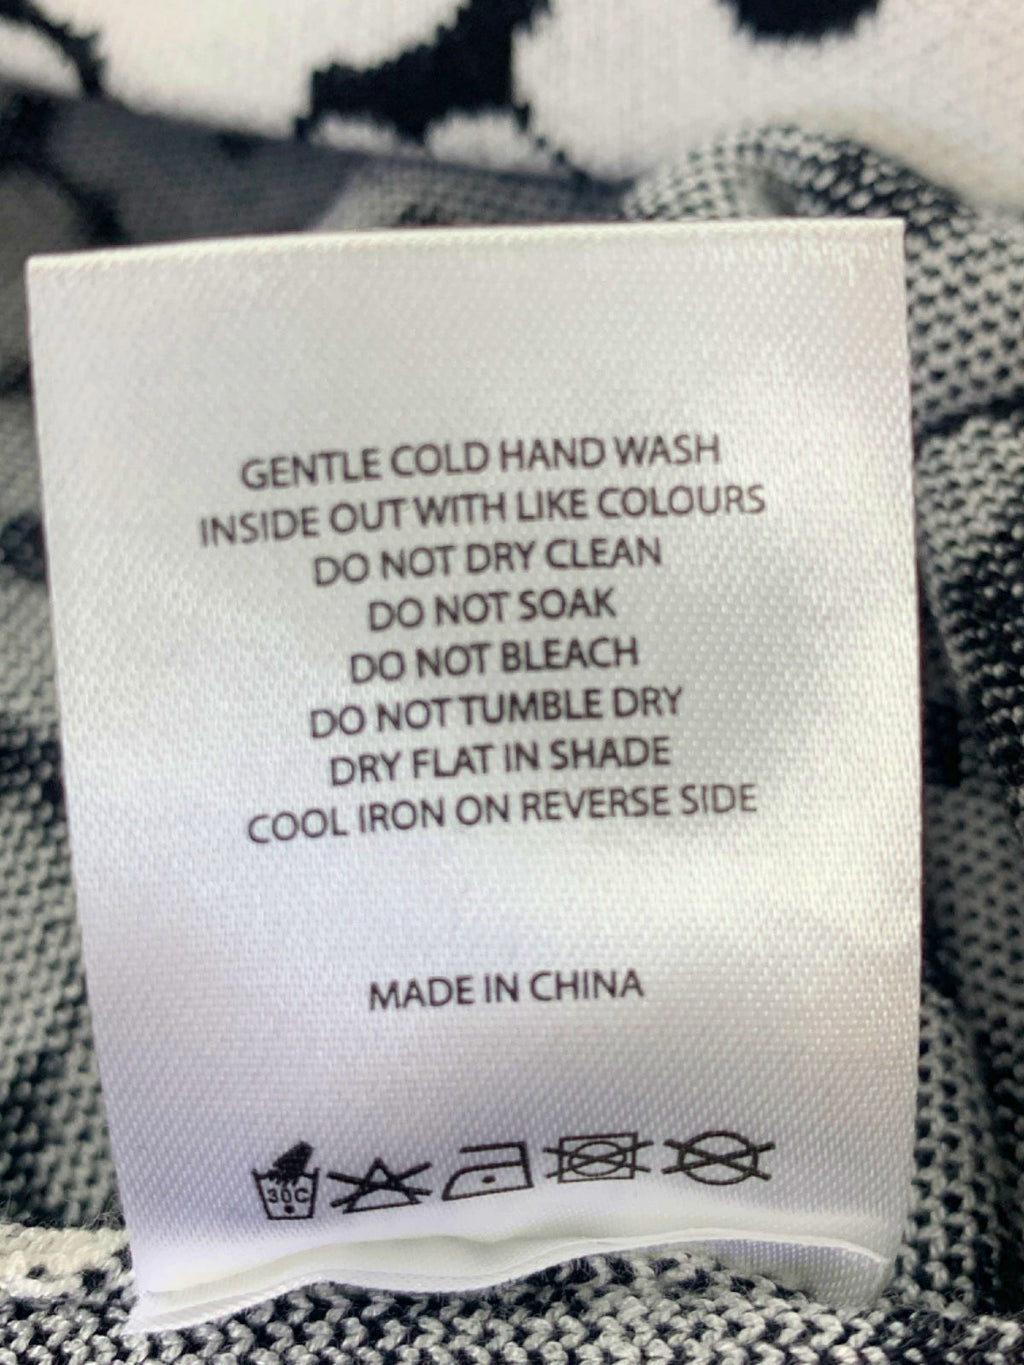 GENTLE COLD HAND WASH
INSIDE OUT WITH LIKE COLOURS
DO NOT DRY CLEAN
DO NOT SOAK
DO NOT BLEACH
DO NOT TUMBLE DRY
DRY FLAT IN SHADE
COOL IRON ON REVERSE SIDE
MADE IN CHINA
30C